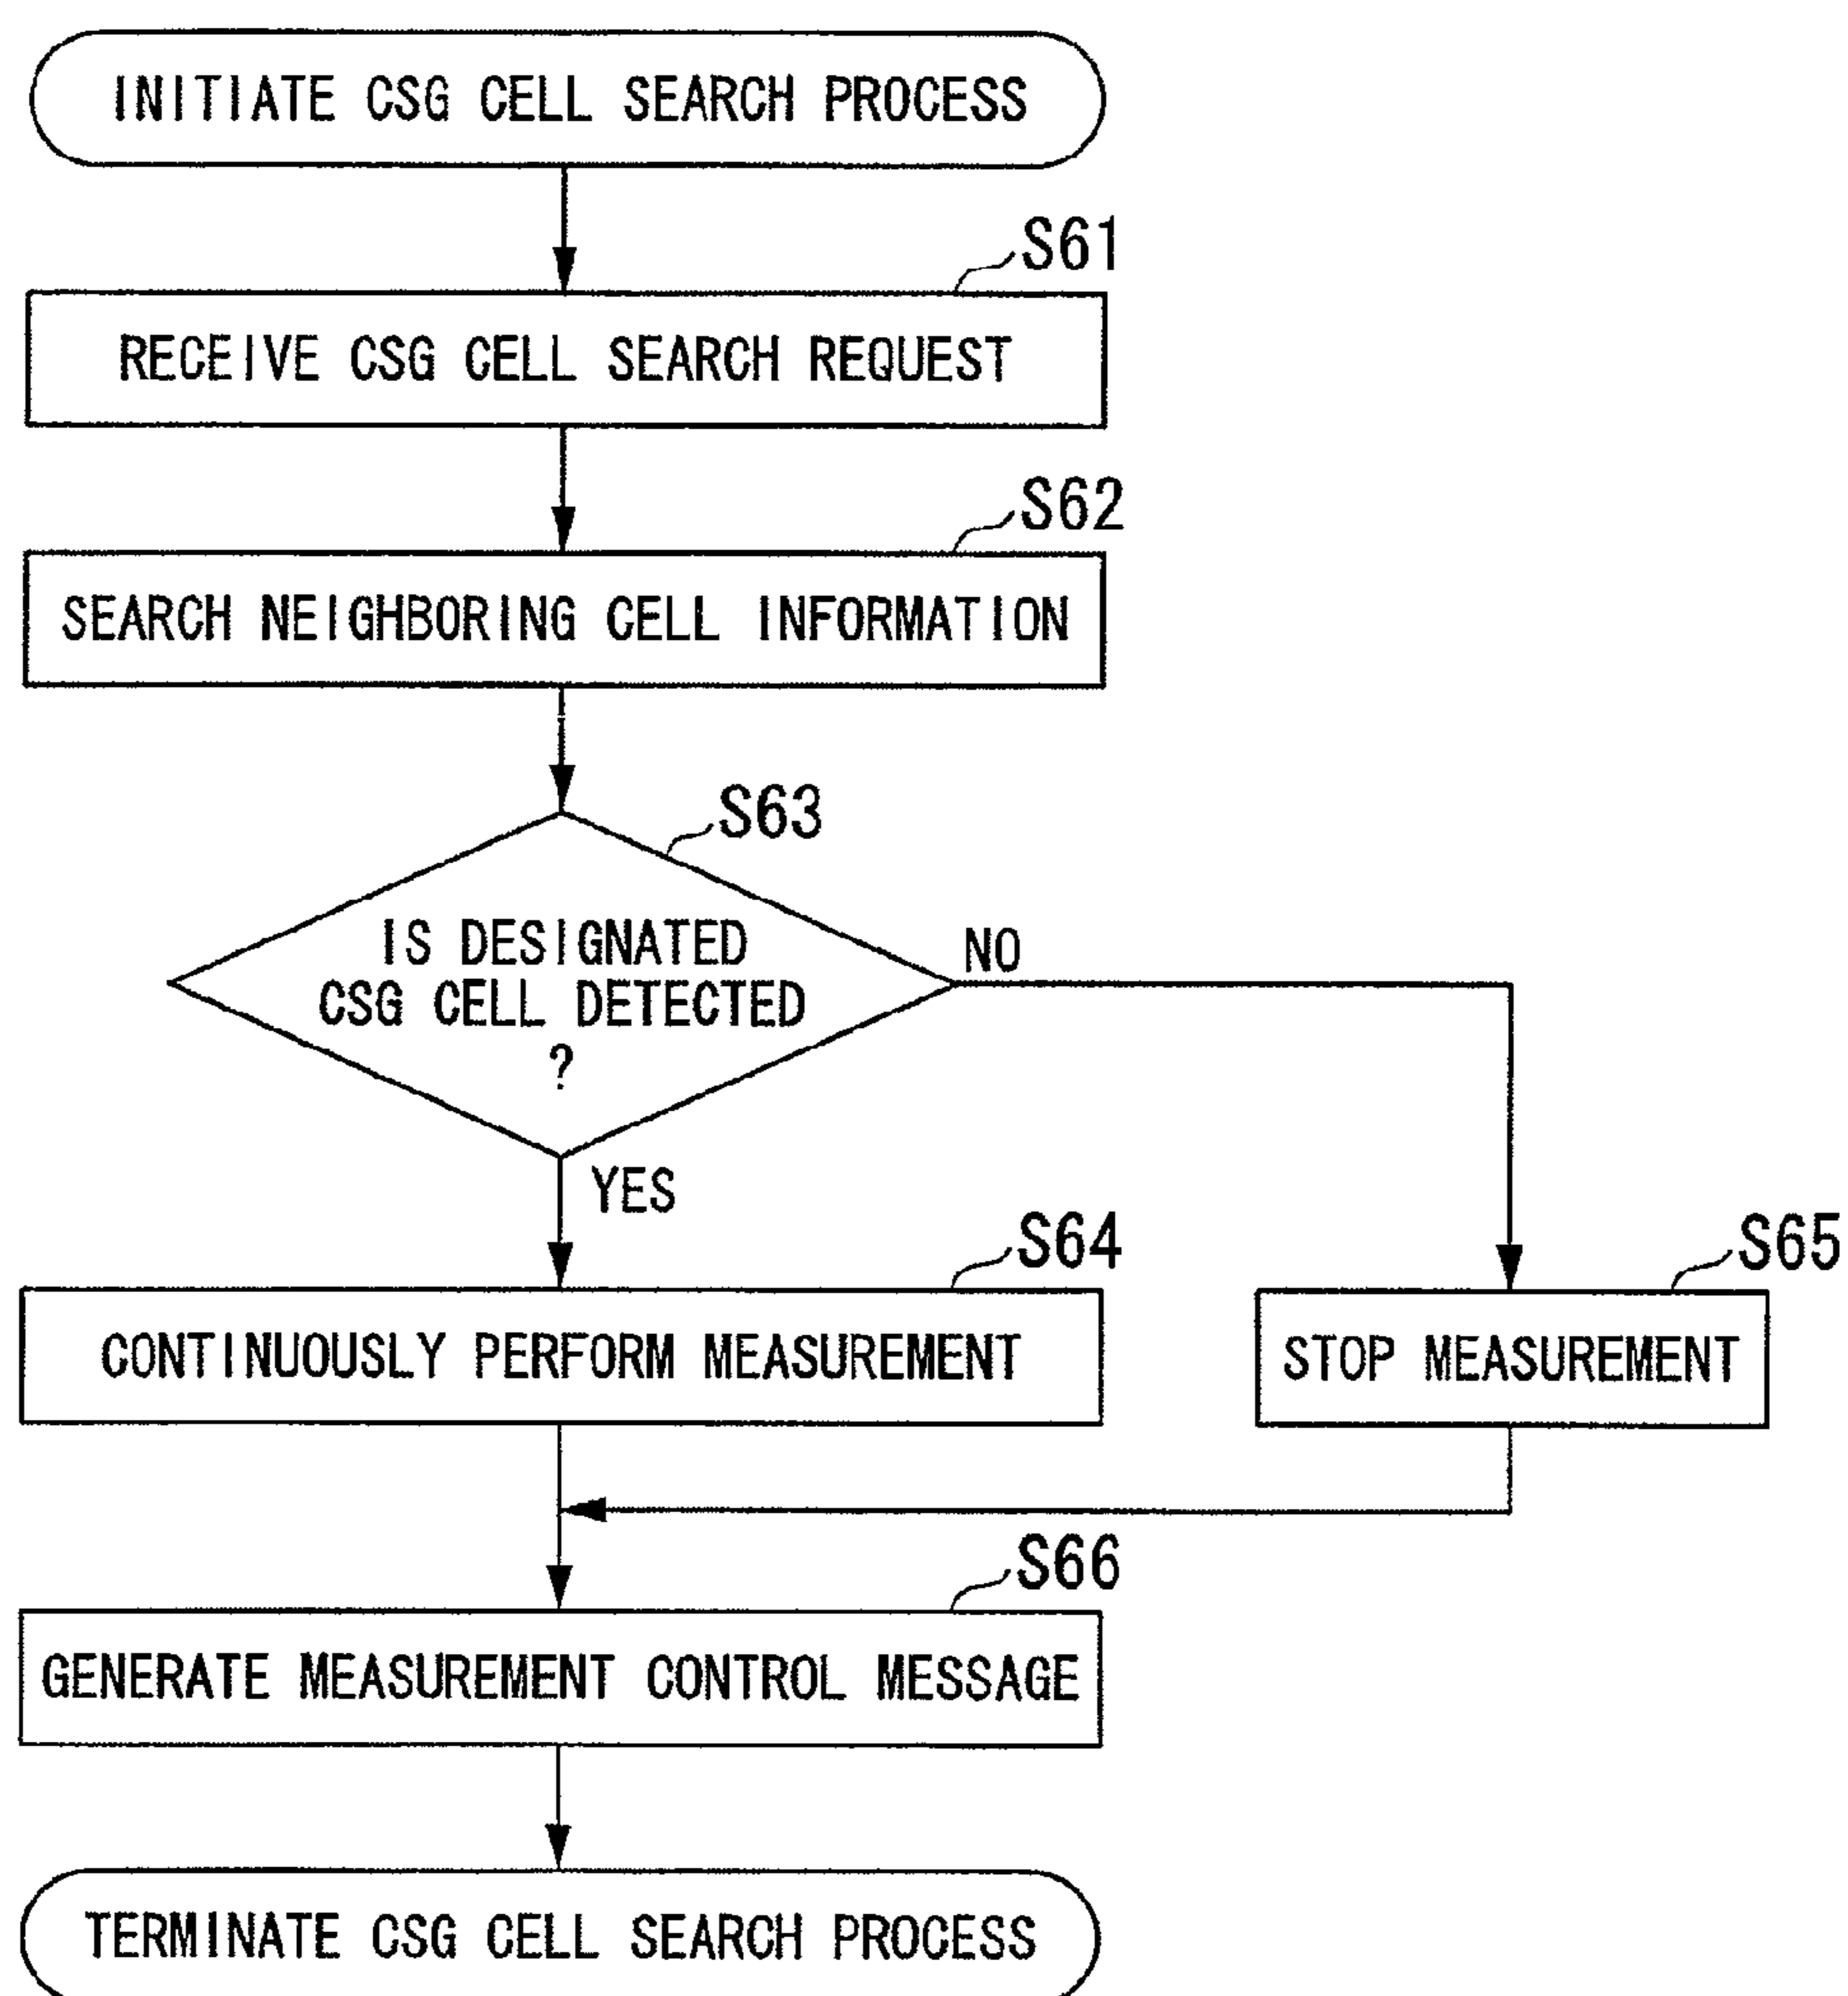 INITIATE CSG CELL SEARCH PROCESS
S61
RECEIVE CSG CELL SEARCH REQUEST
S62
SEARCH NEIGHBORING CELL INFORMATION
S63
IS DESIGNATED
CSG CELL DETECTED
?
NO
YES
S64
CONTINUOUSLY PERFORM MEASUREMENT
S65
STOP MEASUREMENT
S66
GENERATE MEASUREMENT CONTROL MESSAGE
TERMINATE CSG CELL SEARCH PROCESS